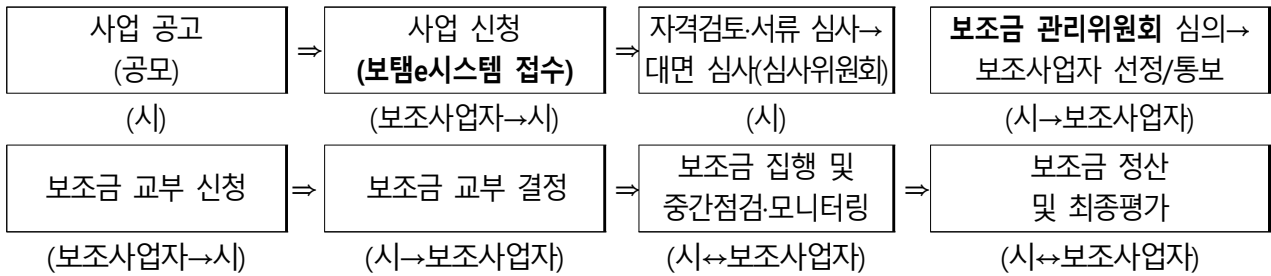 사업 공고
(공모)
⇒
사업 신청
(보탬e시스템 접수)
⇒
자격검토·서류 심사→
대면 심사(심사위원회)
⇒
보조금 관리위원회 심의→
보조사업자 선정/통보
(시)
(보조사업자→시)
(시)
(시→보조사업자)
보조금 교부 신청
⇒
보조금 교부 결정
⇒
보조금 집행 및
중간점검·모니터링
⇒
보조금 정산
및 최종평가
(보조사업자→시)
(시→보조사업자)
(시↔보조사업자)
(시↔보조사업자)